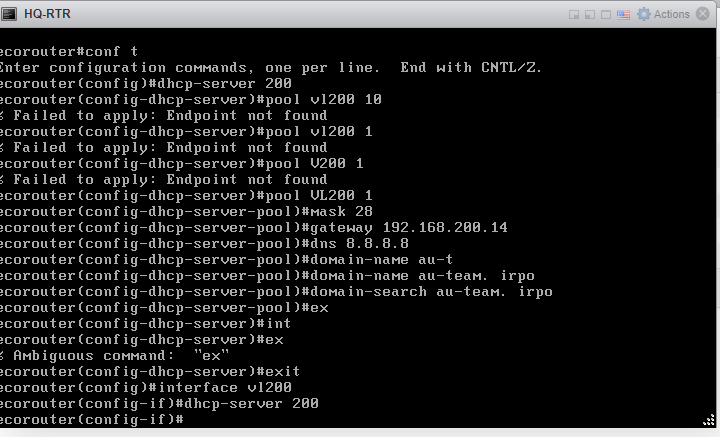 HQ-RTR
Actions
ecorouter#conf t
Enter configuration commands, one per line.  End with CNTL/Z.
ecorouter(config)#dhcp-server 200
ecorouter(config-dhcp-server)#pool vl200 10
% Failed to apply: Endpoint not found
ecorouter(config-dhcp-server)#pool vl200 1
% Failed to apply: Endpoint not found
ecorouter(config-dhcp-server)#pool V200 1
% Failed to apply: Endpoint not found
ecorouter(config-dhcp-server)#pool VL200 1
ecorouter(config-dhcp-server-pool)#mask 28
ecorouter(config-dhcp-server-pool)#gateway 192.168.200.14
ecorouter(config-dhcp-server-pool)#dns 8.8.8.8
ecorouter(config-dhcp-server-pool)#domain-name au-t
ecorouter(config-dhcp-server-pool)#domain-name au-team. irpo
ecorouter(config-dhcp-server-pool)#domain-search au-team. irpo
ecorouter(config-dhcp-server-pool)#ex
ecorouter(config-dhcp-server)#int
ecorouter(config-dhcp-server)#ex
% Ambiguous command:  "ex"
ecorouter(config-dhcp-server)#exit
ecorouter(config)#interface vl200
ecorouter(config-if)#dhcp-server 200
ecorouter(config-if)#